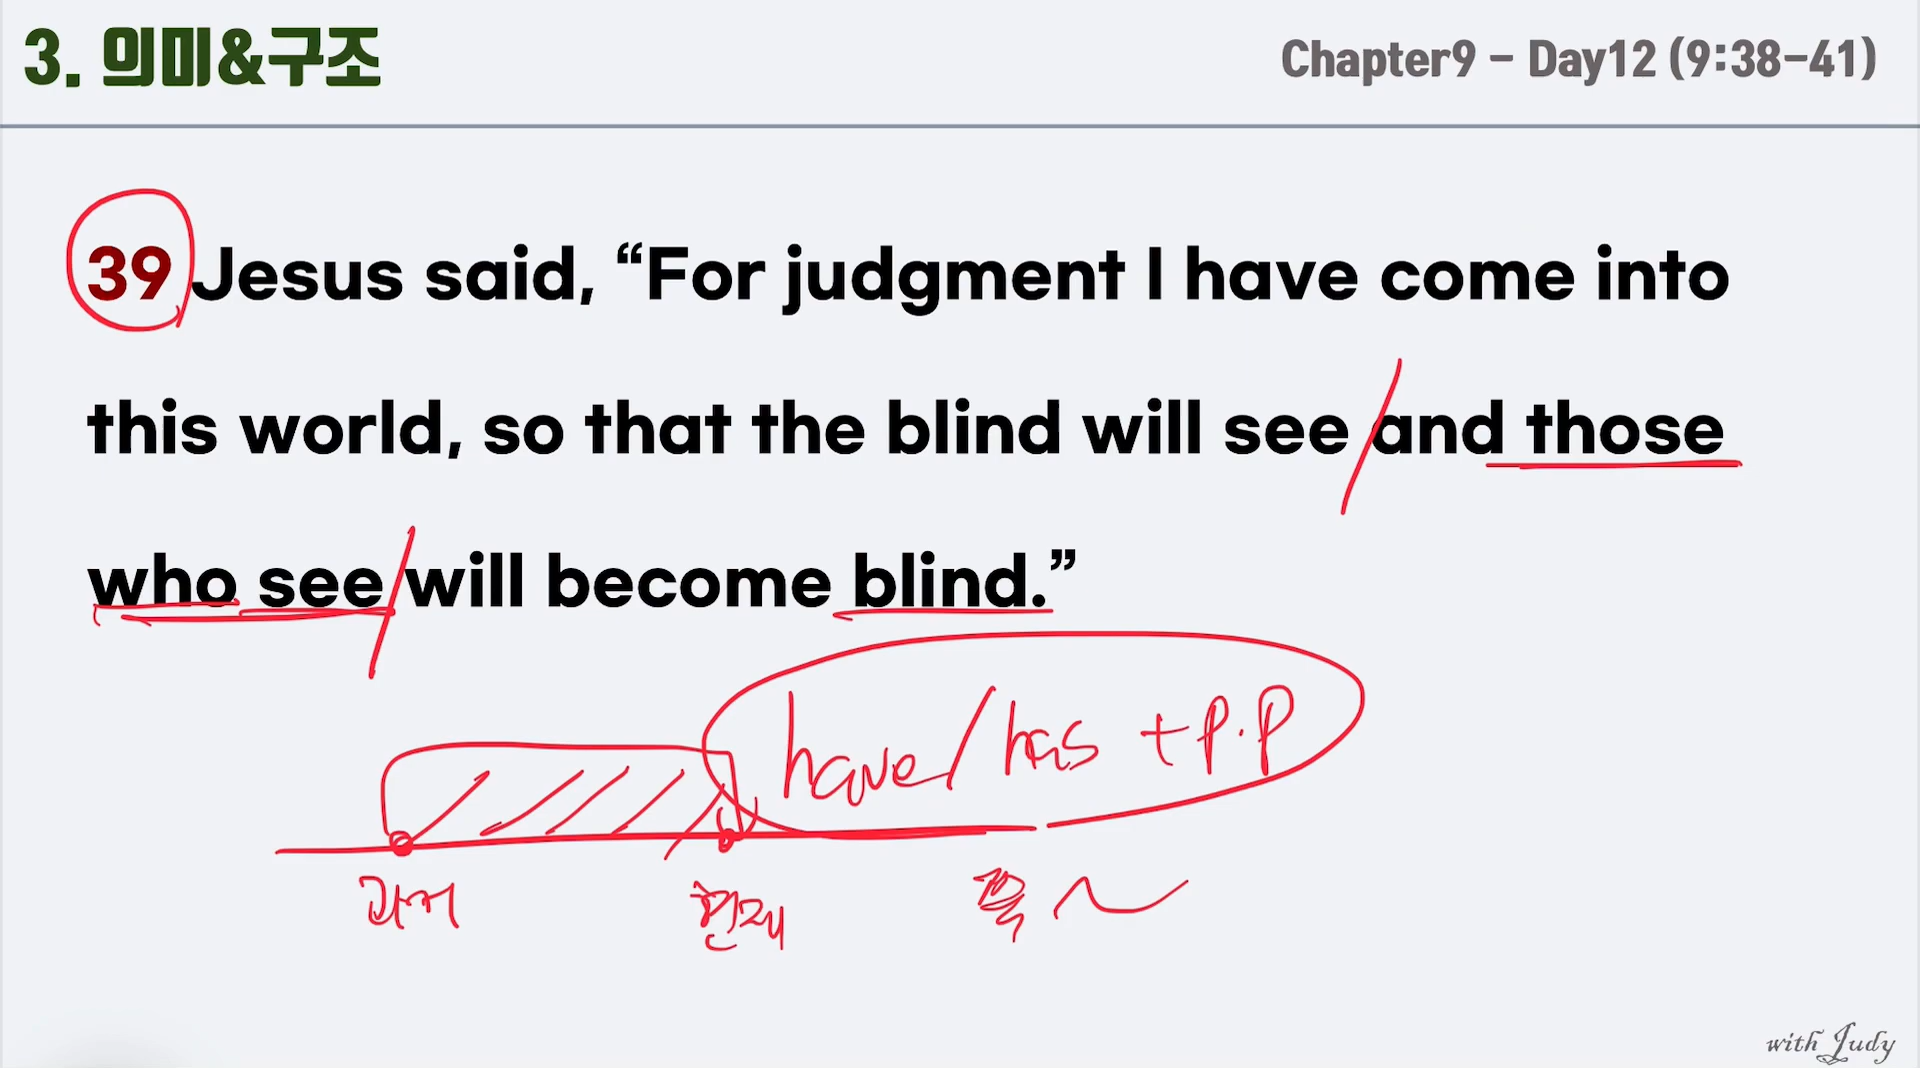 3. 의미&구조
Chapter9 - Day12 (9:38-41)
39 Jesus said, “For judgment I have come into
this world, so that the blind will see and those
who see will become blind.”
have/has + P.P
과거 현재 쭉 ~
with Judy